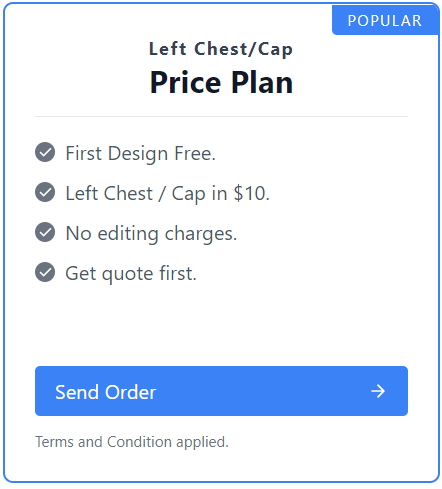 POPULAR
Left Chest/Cap
Price Plan
First Design Free.
Left Chest / Cap in $10.
No editing charges.
Get quote first.
Send Order
Terms and Condition applied.